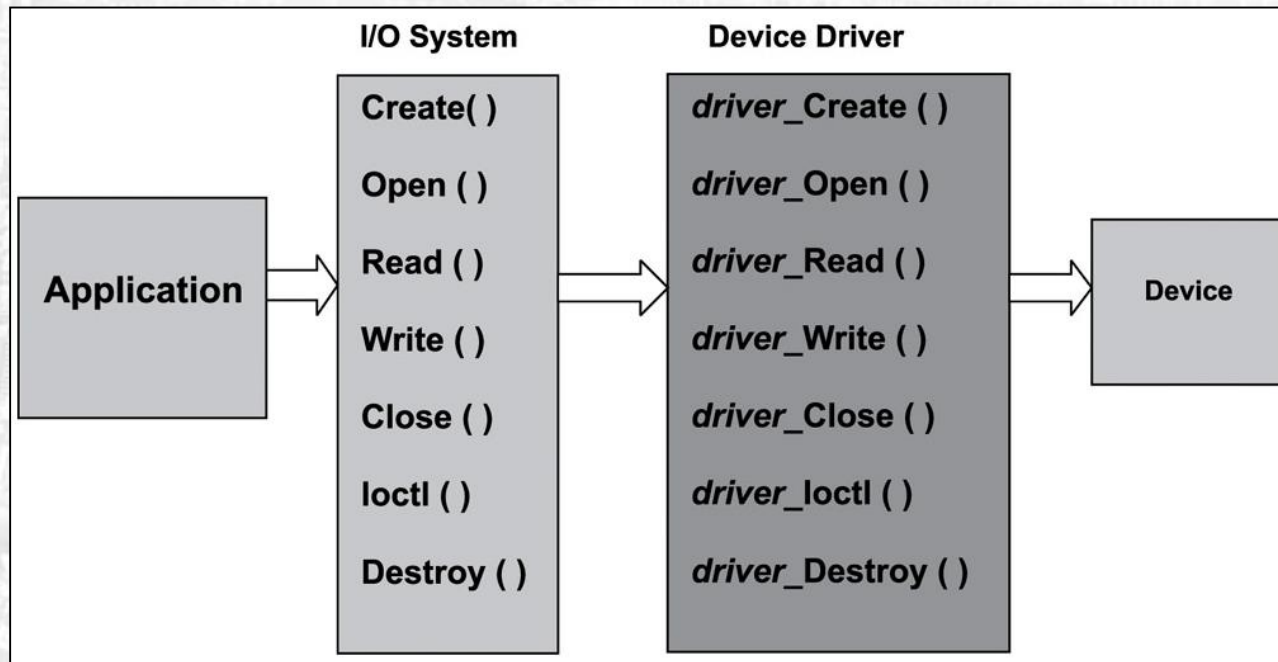 I/O System
Device Driver
Application
Create( )
Open ( )
Read ( )
Write ( )
Close ( )
Ioctl ( )
Destroy ( )
driver_Create ( )
driver_Open ( )
driver_Read ( )
driver_Write ( )
driver_Close ( )
driver_Ioctl ( )
driver_Destroy ( )
Device